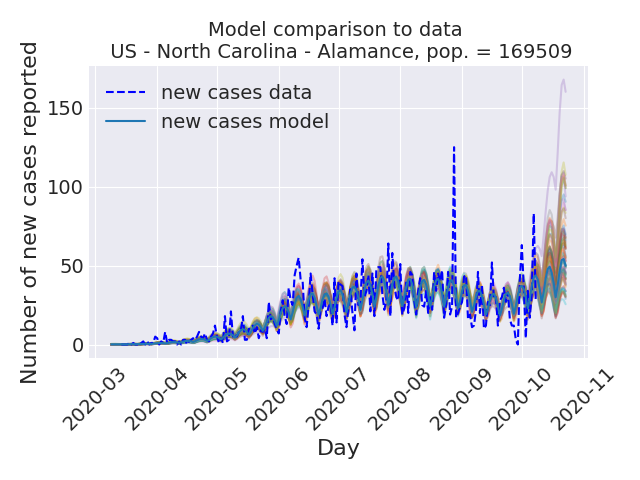 Model comparison to data
US - North Carolina - Alamance, pop. = 169509
Number of new cases reported
150
100
50
0
new cases data
new cases model
2020-03
2020-04
2020-05
2020-06
2020-07
2020-08
2020-09
2020-10
2020-11
Day